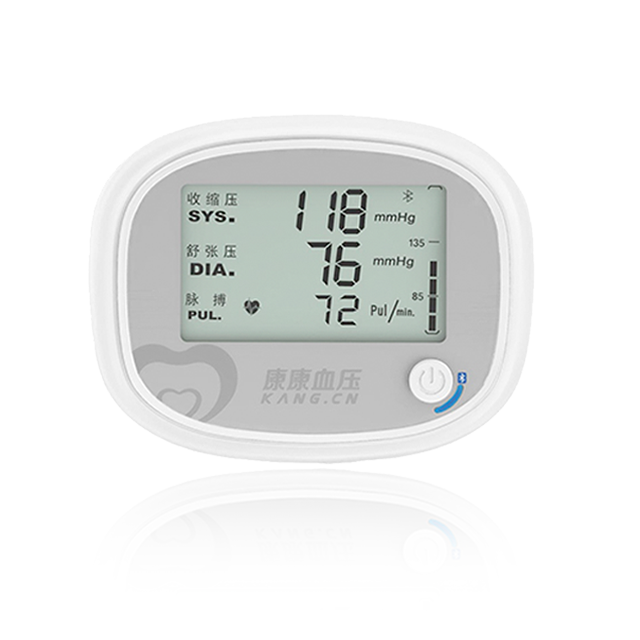 收缩压 118
SYS. mmHg
135
舒张压 76 mmHg
DIA.
85
脉搏 72 Pul/min.
PUL.
康康血压
KANG.CN